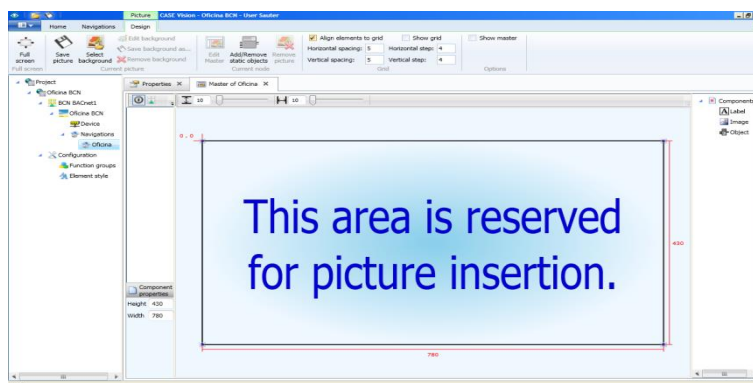 Picture CASE Vision - Oficina BCN - User Sauter
Home Navigations Design
Full screen
Save picture
Select background
Edit background
Save background as...
Remove background
Edit Master
Add/Remove static objects
Remove picture
Align elements to grid Show grid
Horizontal spacing: 5 Horizontal step: 4
Vertical spacing: 5 Vertical step: 4
Show master
Full screen Current picture Current node Grid Options
Project
Oficina BCN
BCN BACnet1
Oficina BCN
Device
Navigations
Oficina
Configuration
Function groups
Element style
Properties Master of Oficina
10 10
0 , 0
This area is reserved
for picture insertion.
430
780
Component properties
Height 430
Width 780
Components
Label
Image
Object